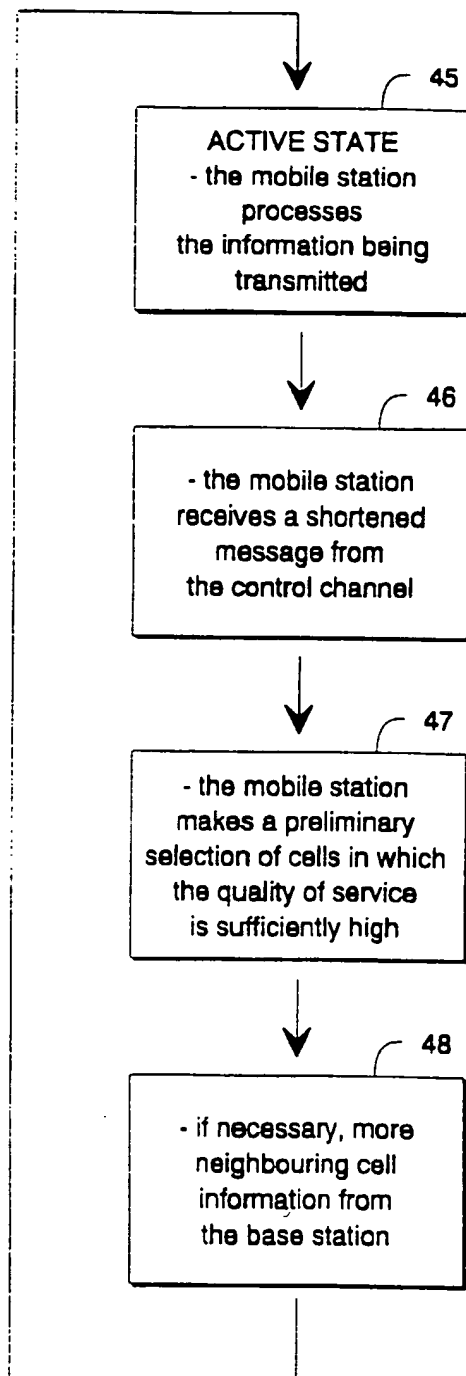 45
ACTIVE STATE
- the mobile station
processes
the information being
transmitted
46
- the mobile station
receives a shortened
message from
the control channel
47
- the mobile station
makes a preliminary
selection of cells in which
the quality of service
is sufficiently high
48
- if necessary, more
neighbouring cell
information from
the base station